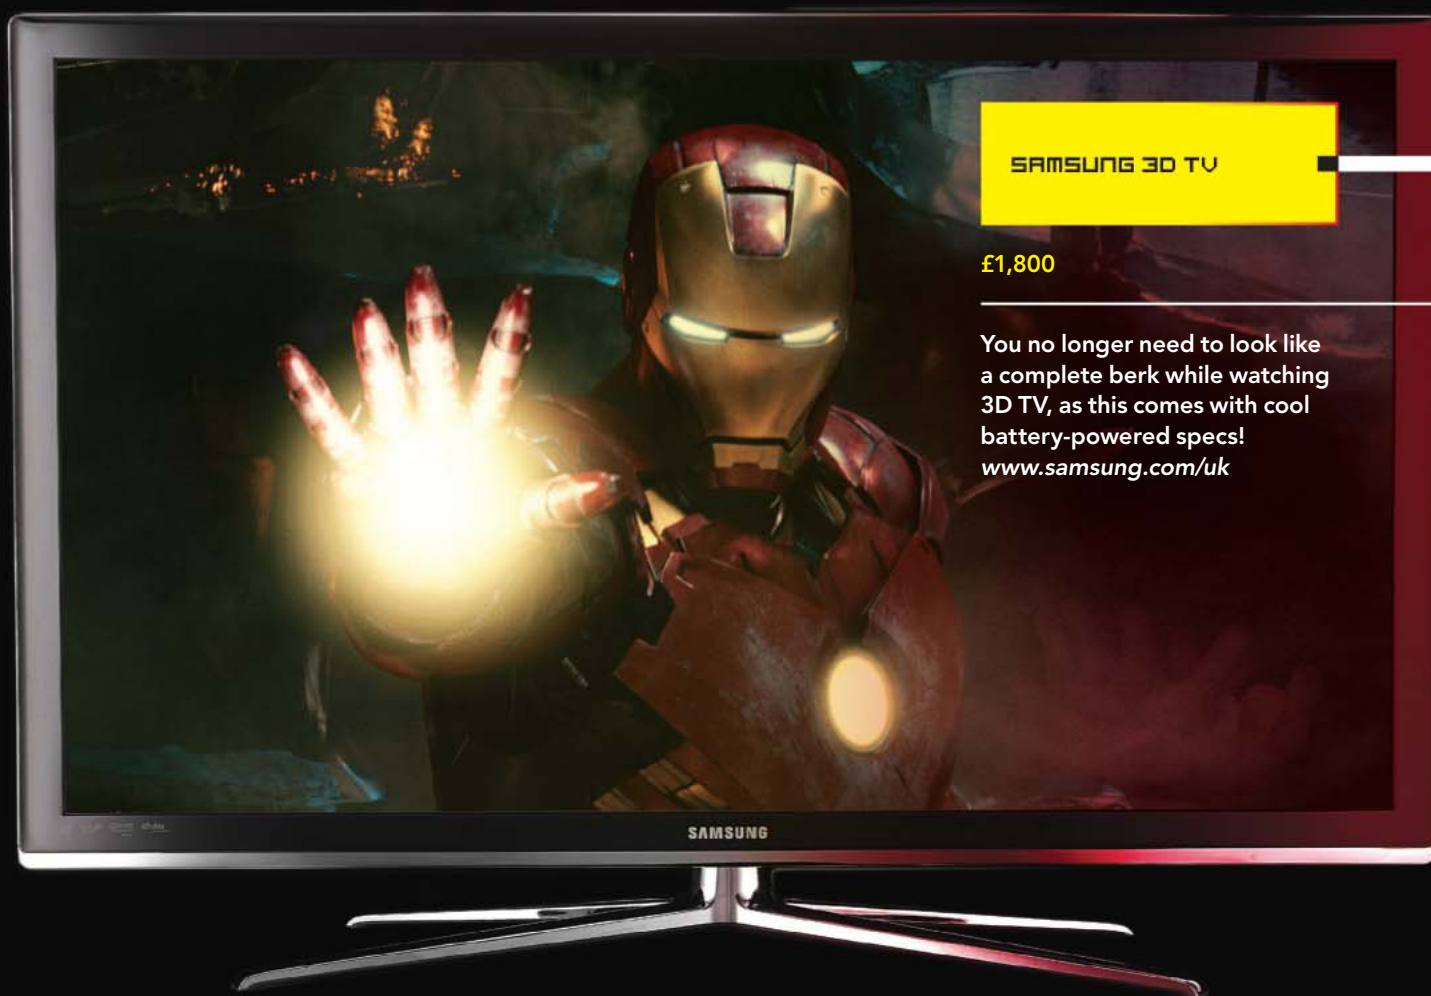 SAMSUNG 3D TV
£1,800
You no longer need to look like
a complete berk while watching
3D TV, as this comes with cool
battery-powered specs!
www.samsung.com/uk
SAMSUNG